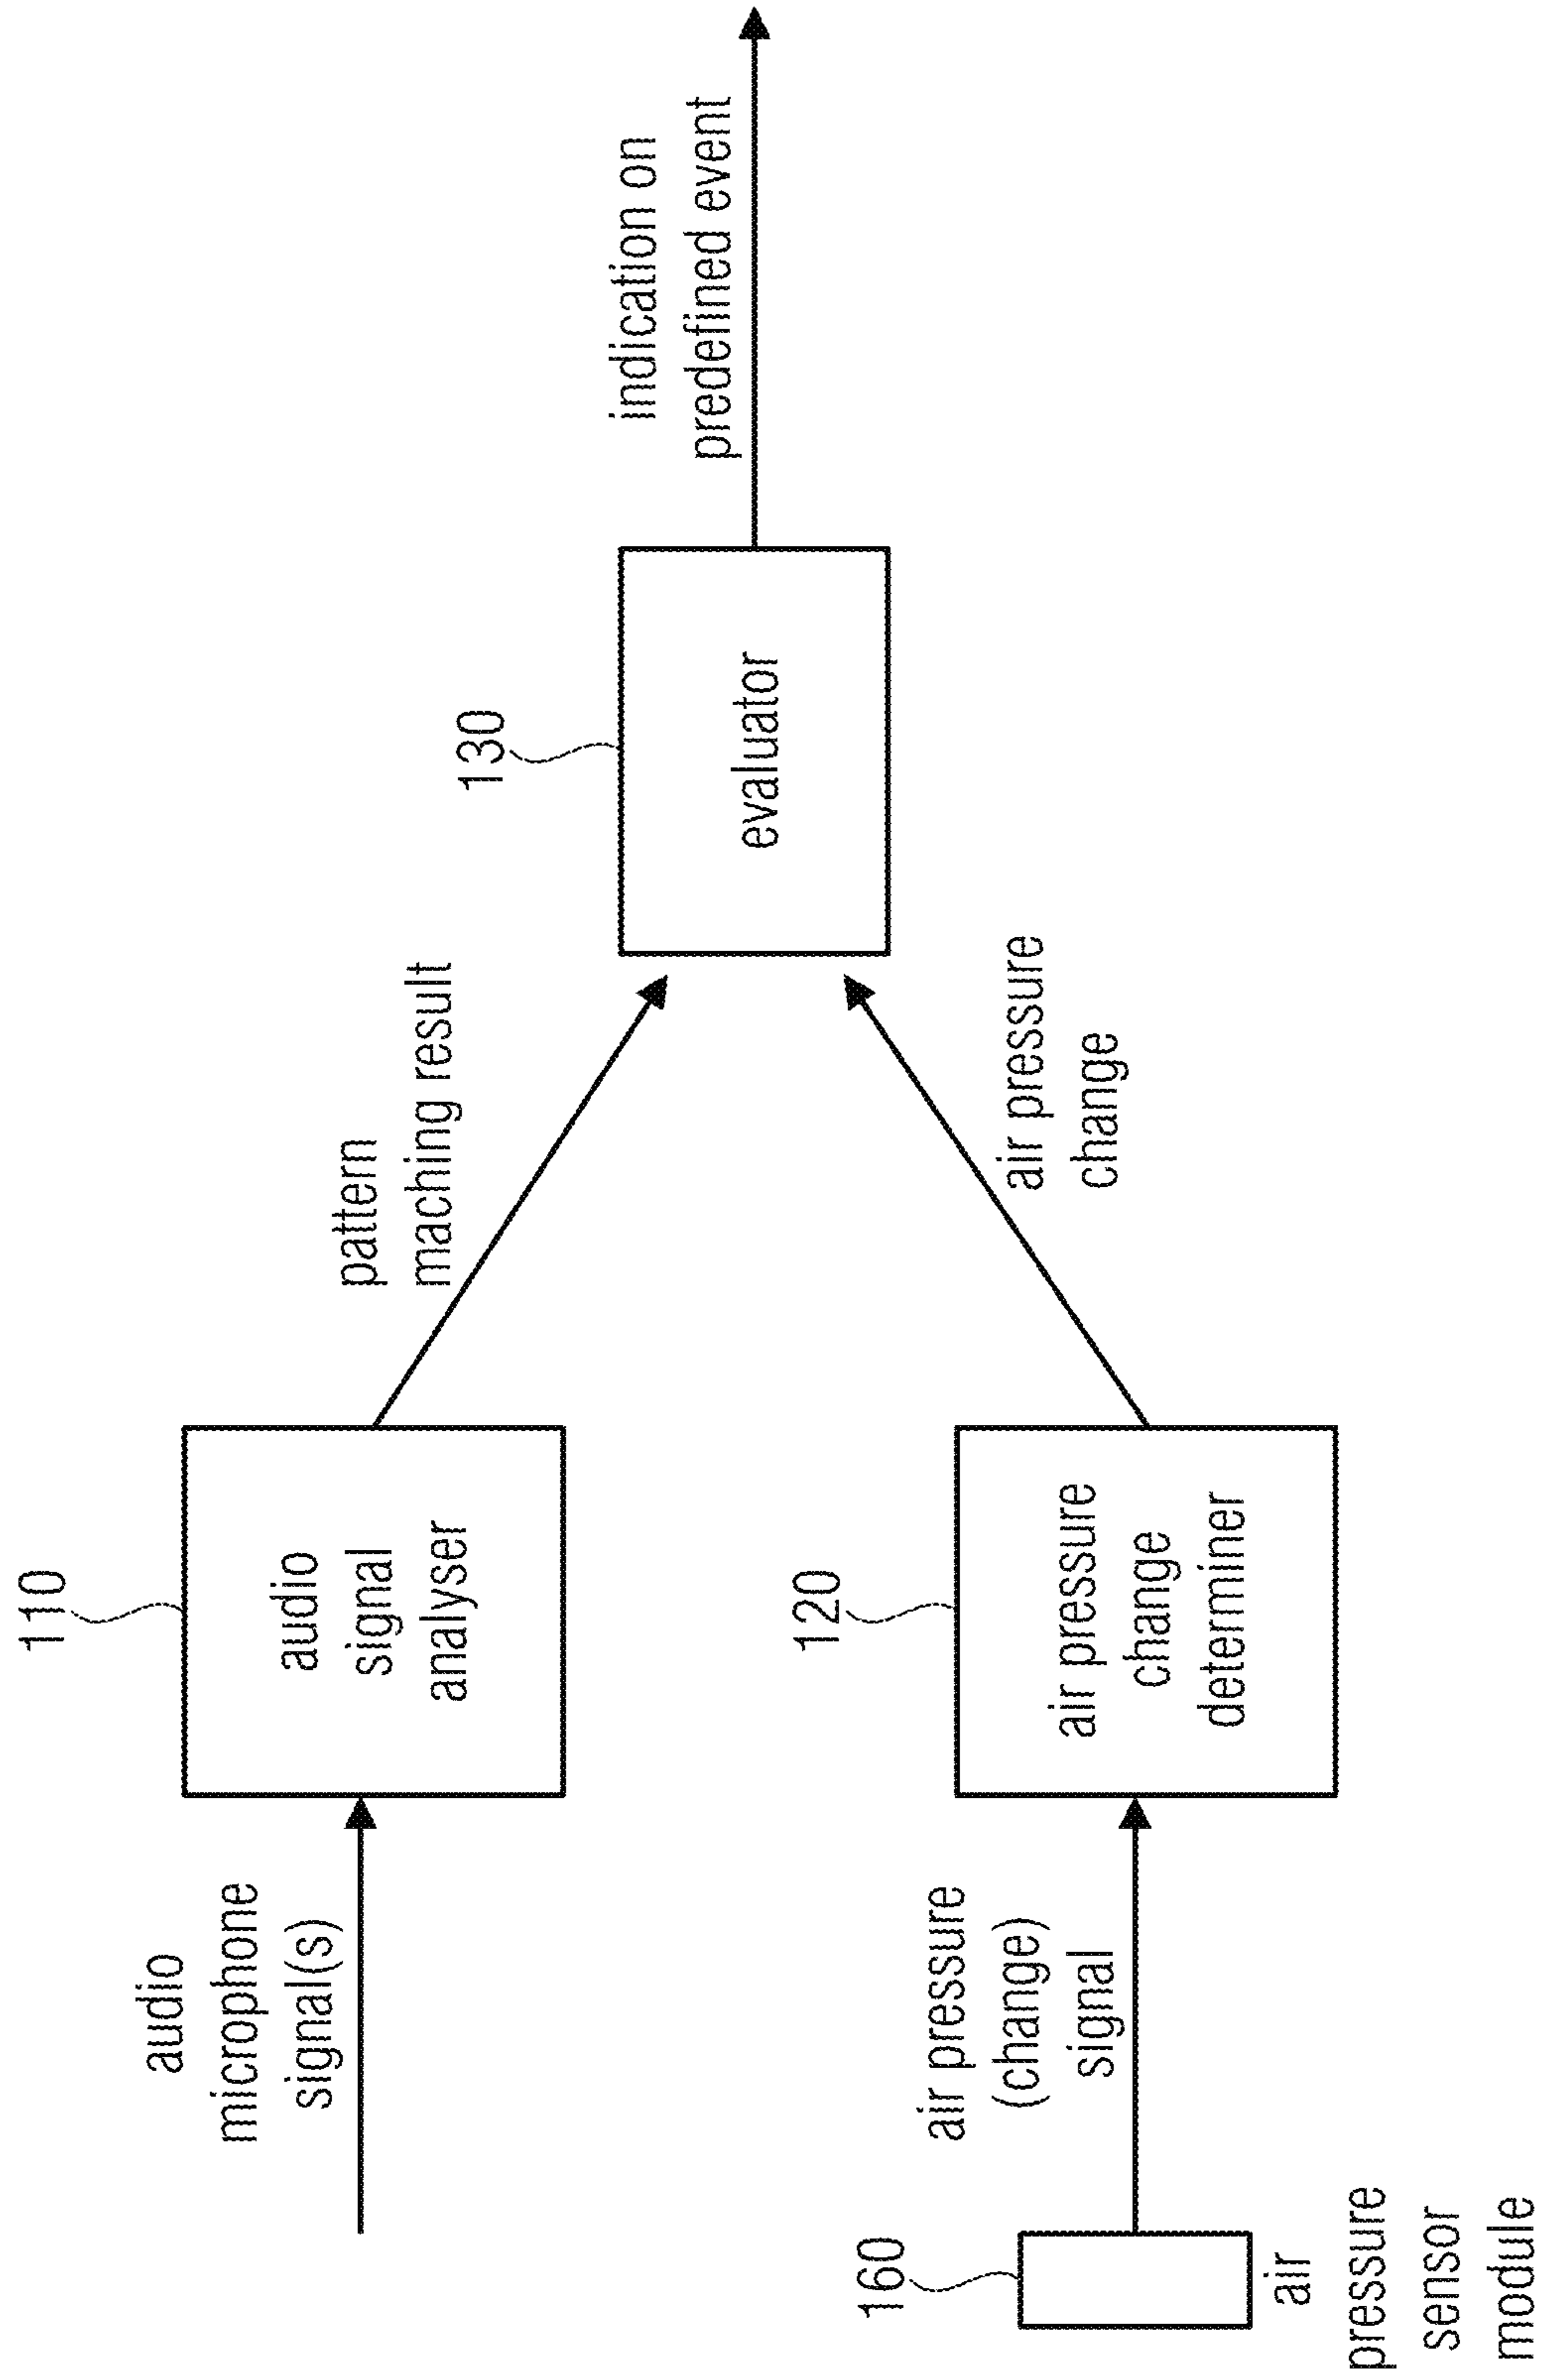 110
audio
microphone
signal(s)
audio
signal
analyser
pattern
maching result
130
evaluator
indication on
predefined event
160
air
pressure
sensor
module
air pressure
(change)
signal
120
air pressure
change
determiner
air pressure
change